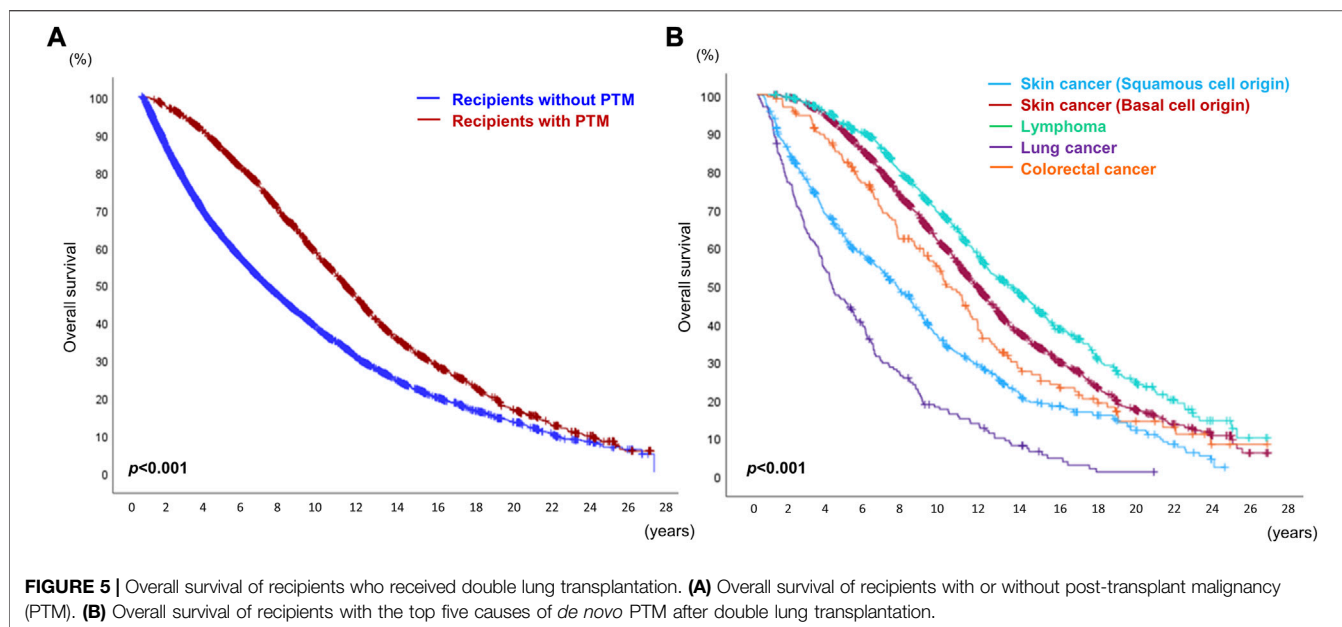 A
(%)
Recipients without PTM
Recipients with PTM
100
90
80
70
60
50
40
30
20
10
0
Overall survival
p<0.001
0 2 4 6 8 10 12 14 16 18 20 22 24 26 28
(years)
B
(%)
Skin cancer (Squamous cell origin)
Skin cancer (Basal cell origin)
Lymphoma
Lung cancer
Colorectal cancer
100
90
80
70
60
50
40
30
20
10
0
Overall survival
p<0.001
0 2 4 6 8 10 12 14 16 18 20 22 24 26 28
(years)
FIGURE 5 | Overall survival of recipients who received double lung transplantation. (A) Overall survival of recipients with or without post-transplant malignancy
(PTM). (B) Overall survival of recipients with the top five causes of de novo PTM after double lung transplantation.